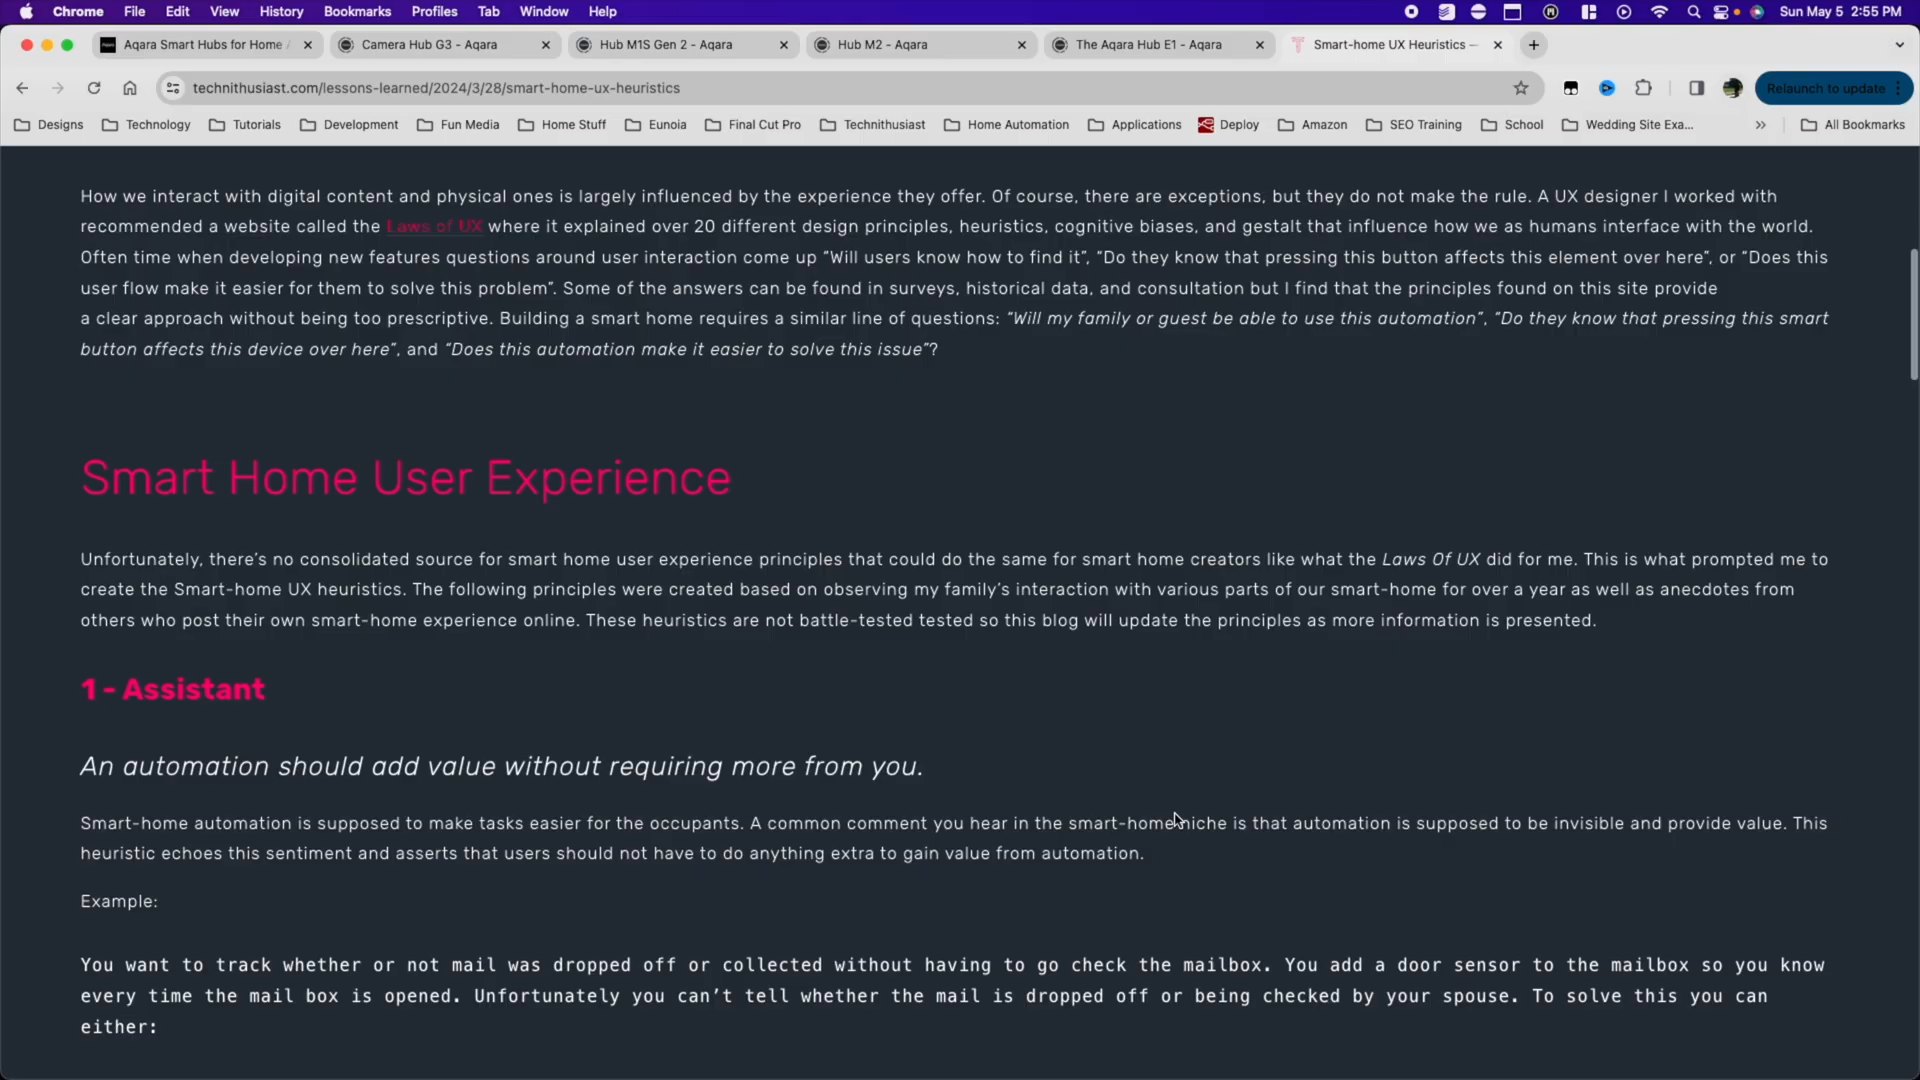 Chrome File Edit View History Bookmarks Profiles Tab Window Help Sun May 5 2:55 PM
Aqara Smart Hubs for Home Camera Hub G3 - Aqara Hub M1S Gen 2 - Aqara Hub M2 - Aqara The Aqara Hub E1 - Aqara Smart-home UX Heuristics —
technithusiast.com/lessons-learned/2024/3/28/smart-home-ux-heuristics Relaunch to update
Designs Technology Tutorials Development Fun Media Home Stuff Eunoia Final Cut Pro Technithusiast Home Automation Applications Deploy Amazon SEO Training School Wedding Site Exa... » All Bookmarks
How we interact with digital content and physical ones is largely influenced by the experience they offer. Of course, there are exceptions, but they do not make the rule. A UX designer I worked with
recommended a website called the Laws of UX where it explained over 20 different design principles, heuristics, cognitive biases, and gestalt that influence how we as humans interface with the world.
Often time when developing new features questions around user interaction come up “Will users know how to find it”, “Do they know that pressing this button affects this element over here”, or “Does this
user flow make it easier for them to solve this problem”. Some of the answers can be found in surveys, historical data, and consultation but I find that the principles found on this site provide
a clear approach without being too prescriptive. Building a smart home requires a similar line of questions: “Will my family or guest be able to use this automation”, “Do they know that pressing this smart
button affects this device over here”, and “Does this automation make it easier to solve this issue”?
Smart Home User Experience
Unfortunately, there’s no consolidated source for smart home user experience principles that could do the same for smart home creators like what the Laws Of UX did for me. This is what prompted me to
create the Smart-home UX heuristics. The following principles were created based on observing my family’s interaction with various parts of our smart-home for over a year as well as anecdotes from
others who post their own smart-home experience online. These heuristics are not battle-tested tested so this blog will update the principles as more information is presented.
1 - Assistant
An automation should add value without requiring more from you.
Smart-home automation is supposed to make tasks easier for the occupants. A common comment you hear in the smart-home niche is that automation is supposed to be invisible and provide value. This
heuristic echoes this sentiment and asserts that users should not have to do anything extra to gain value from automation.
Example:
You want to track whether or not mail was dropped off or collected without having to go check the mailbox. You add a door sensor to the mailbox so you know
every time the mail box is opened. Unfortunately you can’t tell whether the mail is dropped off or being checked by your spouse. To solve this you can
either: